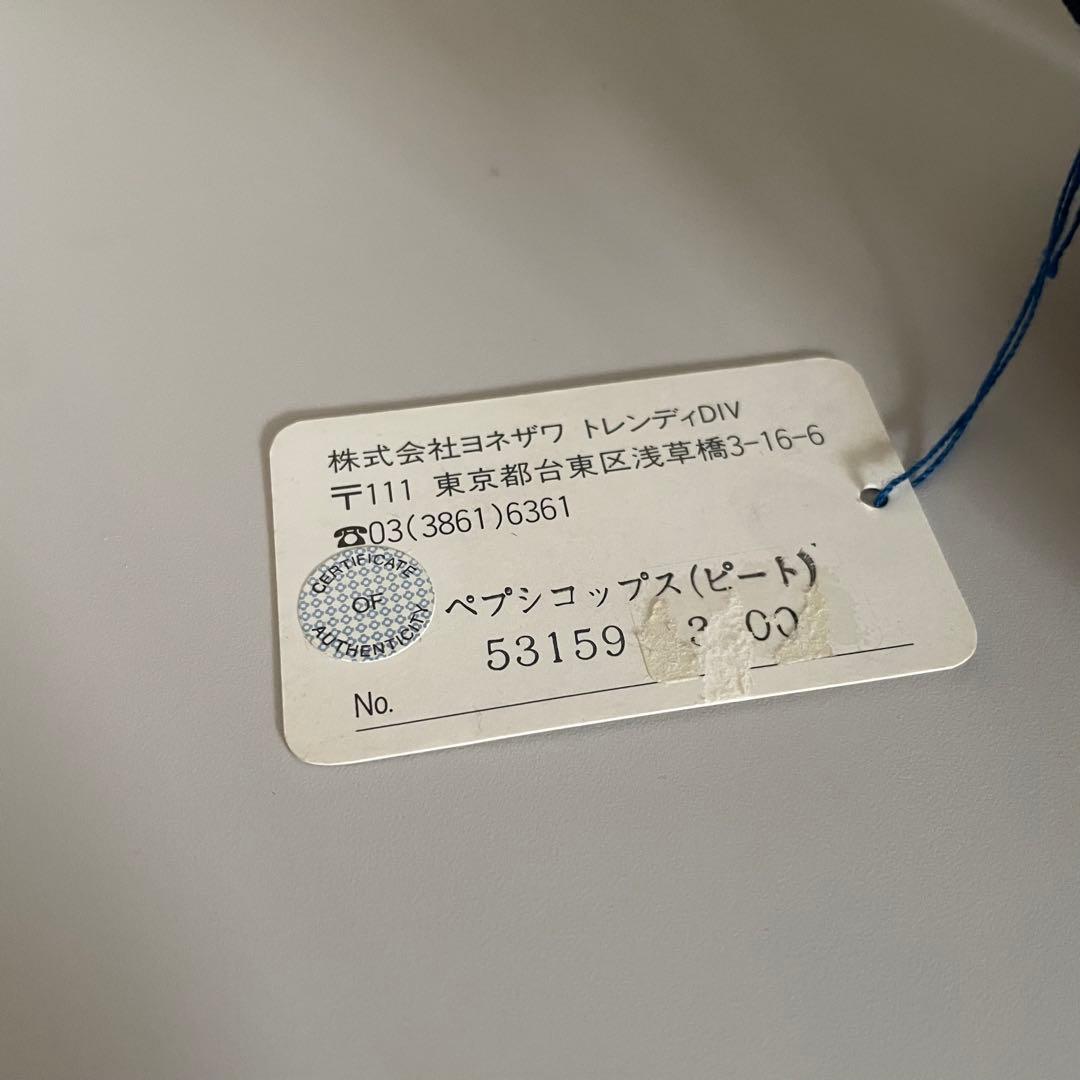 株式会社ヨネザワ トレンディDIV
〒111 東京都台東区浅草橋3-16-6
☎03(3861)6361
CERTIFICATE
OF
AUTHENTICITY
ペプシコップス(ピート)
53159
No.